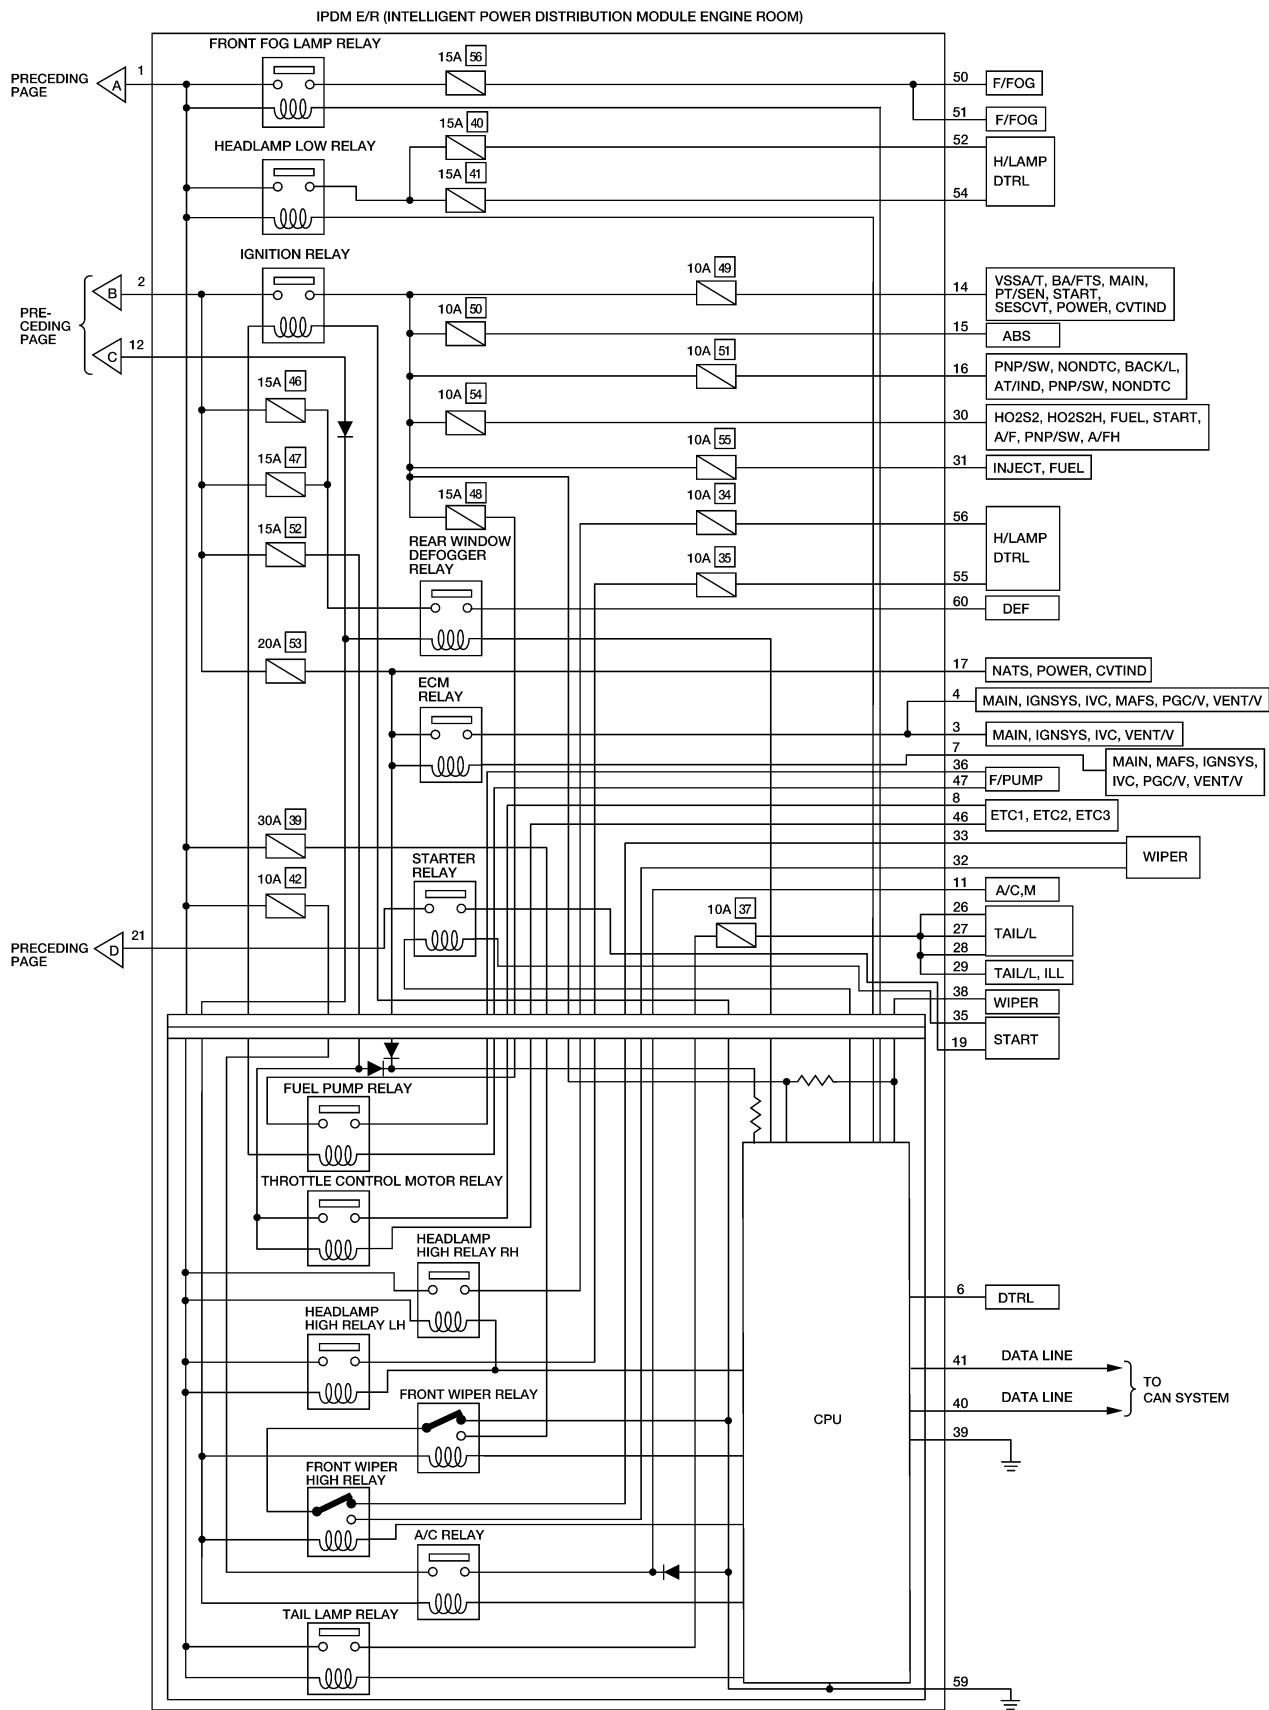 IPDM E/R (INTELLIGENT POWER DISTRIBUTION MODULE ENGINE ROOM)
FRONT FOG LAMP RELAY
15A 56
PRECEDING
PAGE
A
1
50
F/FOG
51
F/FOG
15A 40
52
HEADLAMP LOW RELAY
H/LAMP
DTRL
15A 41
54
IGNITION RELAY
10A 49
PRE-
CEDING
PAGE
B
2
14
VSSA/T, BA/FTS, MAIN,
PT/SEN, START,
SESCVT, POWER, CVTIND
10A 50
15
ABS
C
12
10A 51
16
PNP/SW, NONDTC, BACK/L,
AT/IND, PNP/SW, NONDTC
15A 46
10A 54
30
HO2S2, HO2S2H, FUEL, START,
A/F, PNP/SW, A/FH
15A 47
10A 55
31
INJECT, FUEL
15A 48
10A 34
56
H/LAMP
DTRL
15A 52
REAR WINDOW
DEFOGGER
RELAY
10A 35
55
60
DEF
20A 53
17
NATS, POWER, CVTIND
ECM
RELAY
4
MAIN, IGNSYS, IVC, MAFS, PGC/V, VENT/V
3
MAIN, IGNSYS, IVC, VENT/V
7
MAIN, MAFS, IGNSYS,
IVC, PGC/V, VENT/V
36
47
F/PUMP
8
46
ETC1, ETC2, ETC3
30A 39
33
32
WIPER
STARTER
RELAY
10A 42
11
A/C,M
10A 37
26
27
28
TAIL/L
PRECEDING
PAGE
D
21
29
TAIL/L, ILL
38
WIPER
35
19
START
FUEL PUMP RELAY
THROTTLE CONTROL MOTOR RELAY
HEADLAMP
HIGH RELAY RH
HEADLAMP
HIGH RELAY LH
6
DTRL
41
DATA LINE
40
DATA LINE
TO
CAN SYSTEM
FRONT WIPER RELAY
CPU
39
FRONT WIPER
HIGH RELAY
A/C RELAY
TAIL LAMP RELAY
59